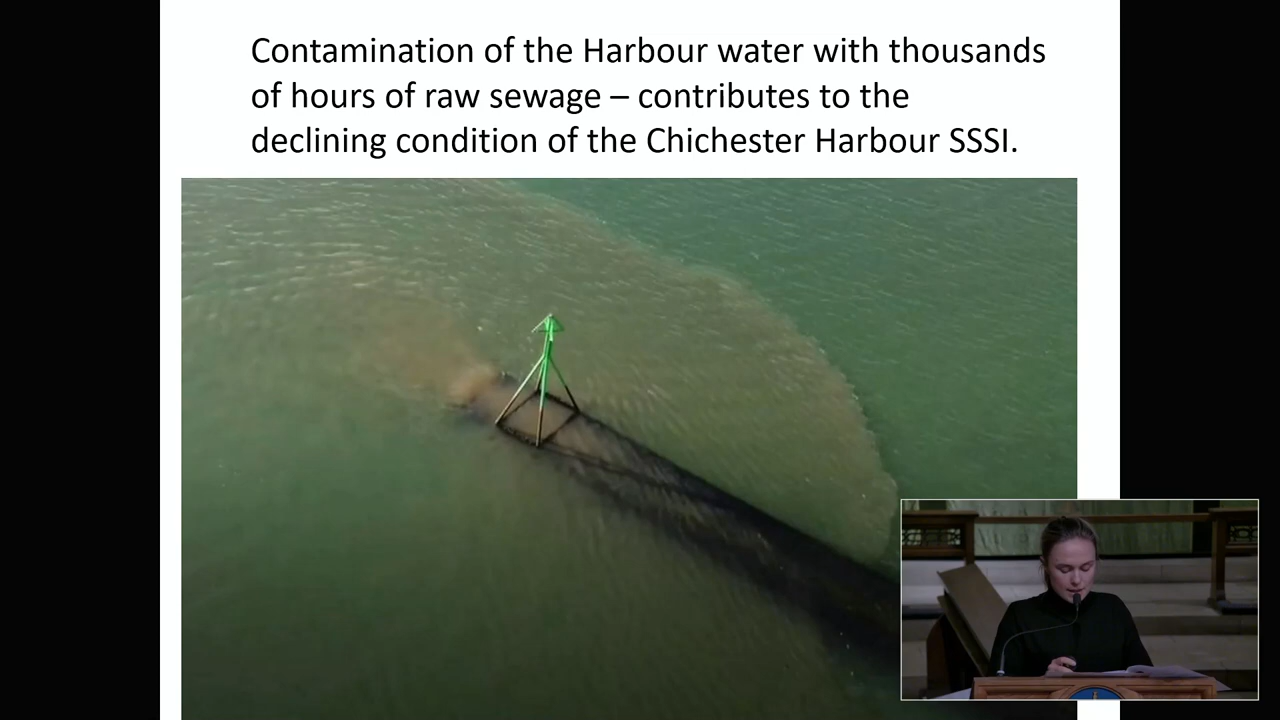 Contamination of the Harbour water with thousands
of hours of raw sewage – contributes to the
declining condition of the Chichester Harbour SSSI.